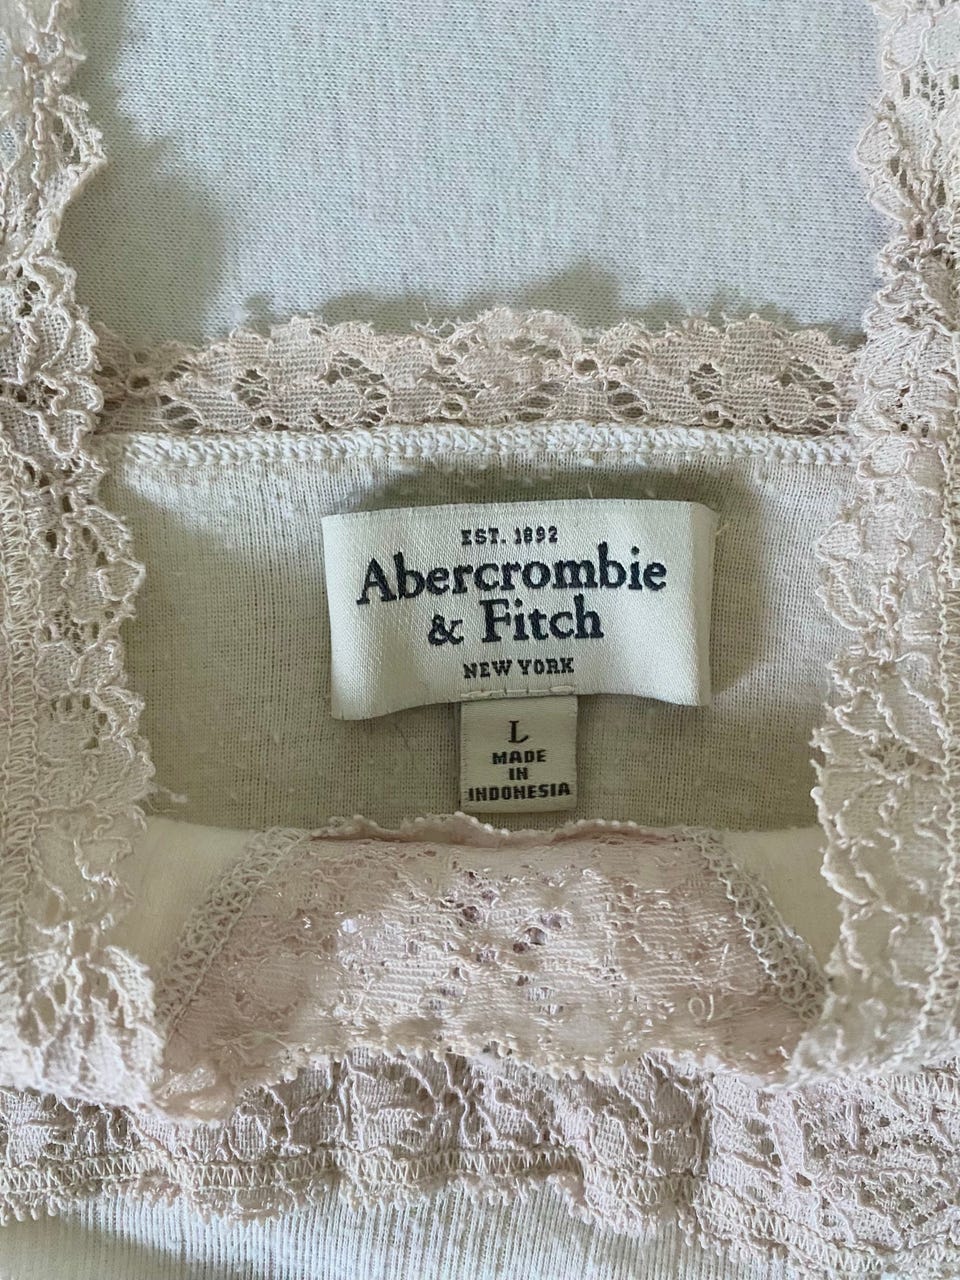 EST. 1892
Abercrombie
& Fitch
NEW YORK
L
MADE
IN
INDONESIA